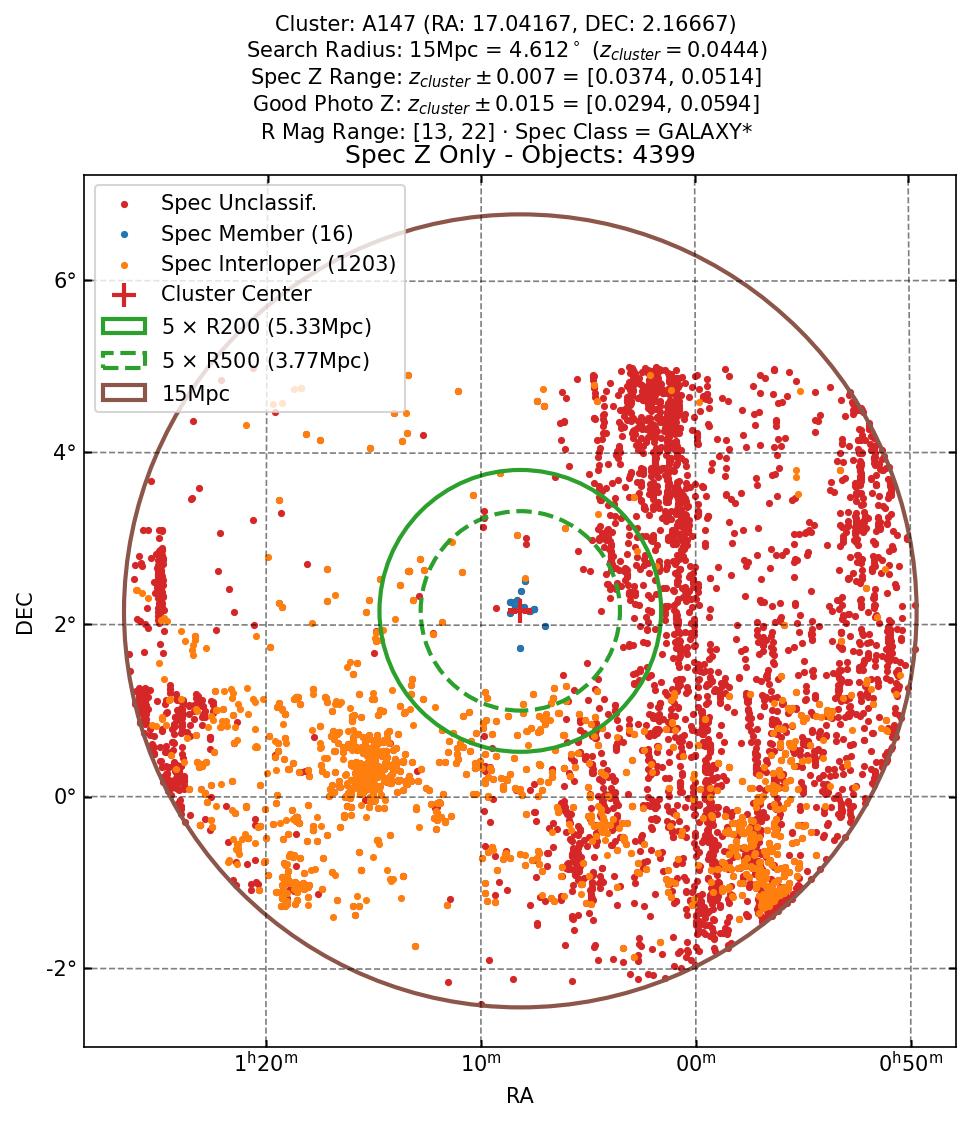 Cluster: A147 (RA: 17.04167, DEC: 2.16667)
Search Radius: 15Mpc = 4.612° (z_cluster = 0.0444)
Spec Z Range: z_cluster ± 0.007 = [0.0374, 0.0514]
Good Photo Z: z_cluster ± 0.015 = [0.0294, 0.0594]
R Mag Range: [13, 22] · Spec Class = GALAXY*
Spec Z Only - Objects: 4399
Spec Unclassif.
Spec Member (16)
Spec Interloper (1203)
Cluster Center
5 × R200 (5.33Mpc)
5 × R500 (3.77Mpc)
15Mpc
6°
4°
2°
0°
-2°
DEC
1ʰ20ᵐ
10ᵐ
00ᵐ
0ʰ50ᵐ
RA